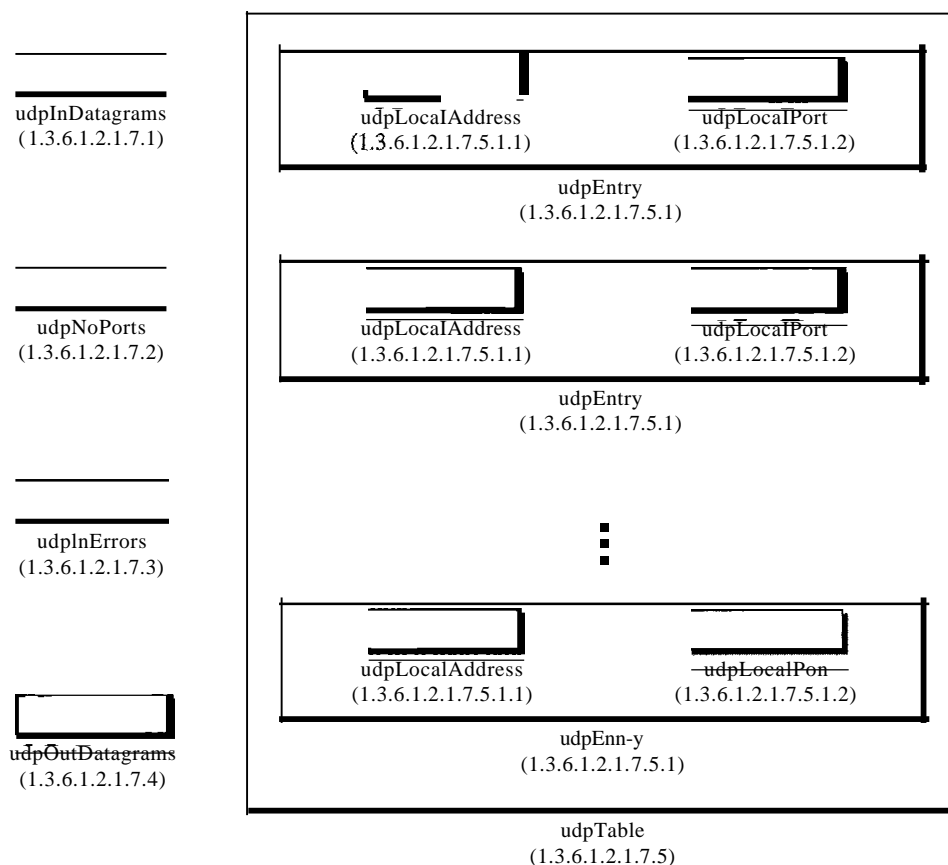 udpInDatagrams
(1.3.6.1.2.1.7.1)
udpNoPorts
(1.3.6.1.2.1.7.2)
udplnErrors
(1.3.6.1.2.1.7.3)
udpOutDatagrams
(1.3.6.1.2.1.7.4)
udpLocaIAddress
(1.3.6.1.2.1.7.5.1.1)
udpLocaIPort
(1.3.6.1.2.1.7.5.1.2)
udpEntry
(1.3.6.1.2.1.7.5.1)
udpLocaIAddress
(1.3.6.1.2.1.7.5.1.1)
udpLocaIPort
(1.3.6.1.2.1.7.5.1.2)
udpEntry
(1.3.6.1.2.1.7.5.1)
udpLocalAddress
(1.3.6.1.2.1.7.5.1.1)
udpLocalPon
(1.3.6.1.2.1.7.5.1.2)
udpEnn-y
(1.3.6.1.2.1.7.5.1)
udpTable
(1.3.6.1.2.1.7.5)